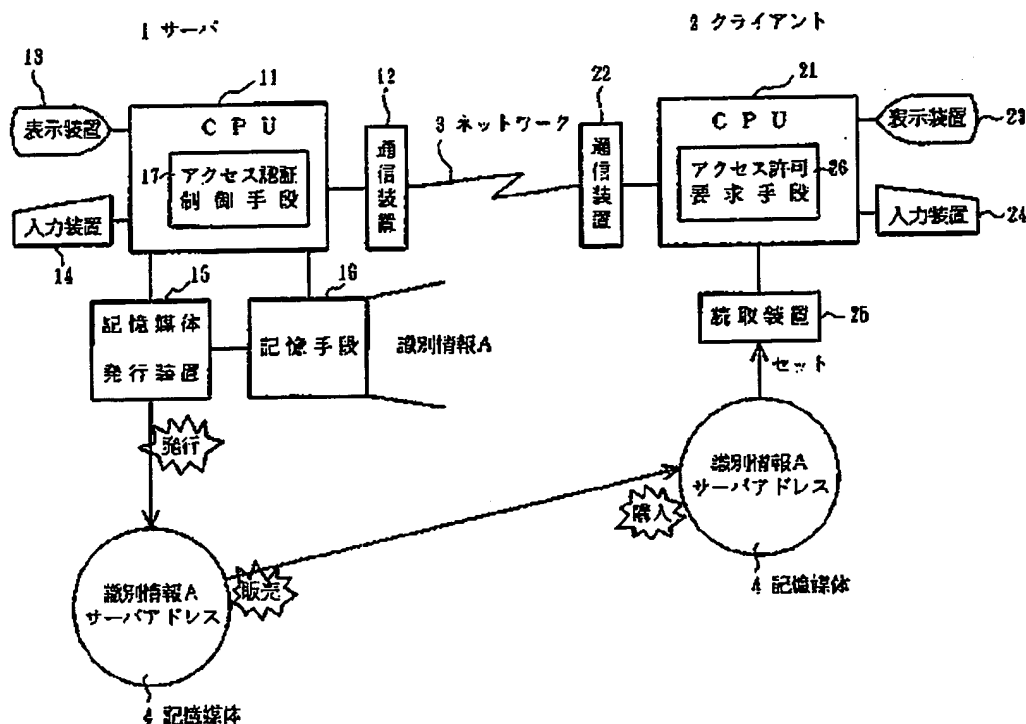 1 サーバ
2 クライアント
13
11
12
22
21
表示装置
CPU
3 ネットワーク
CPU
表示装置
23
通信装置
通信装置
17
アクセス認証
制御手段
アクセス許可
要求手段
26
入力装置
入力装置
24
14
15
16
記憶媒体
発行装置
記憶手段
識別情報A
読取装置
25
セット
発行
識別情報A
サーバアドレス
購入
識別情報A
サーバアドレス
販売
4 記憶媒体
4 記憶媒体